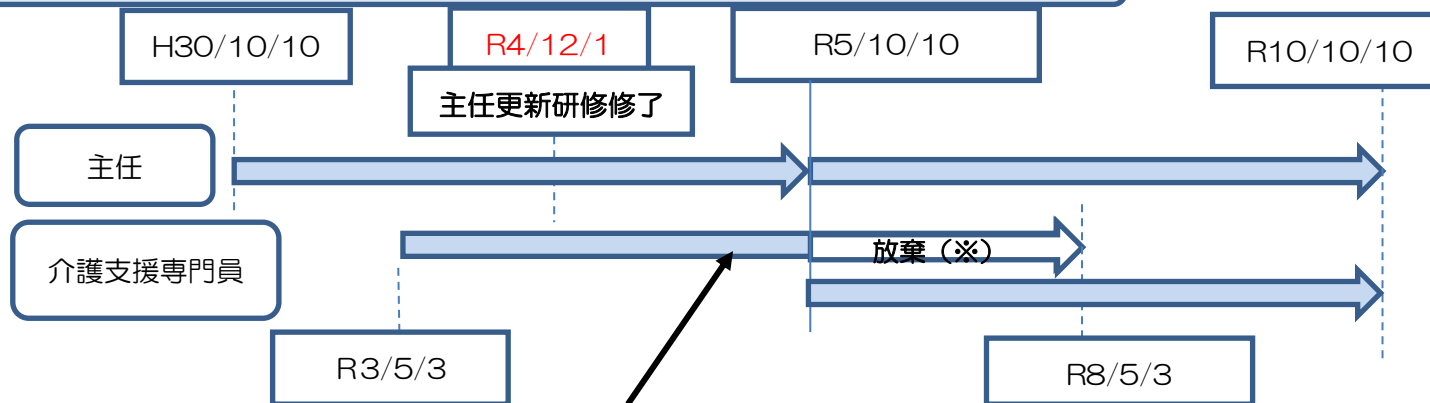 H30/10/10
R4/12/1
R5/10/10
R10/10/10
主任更新研修修了
主任
放棄（※）
介護支援専門員
R3/5/3
R8/5/3